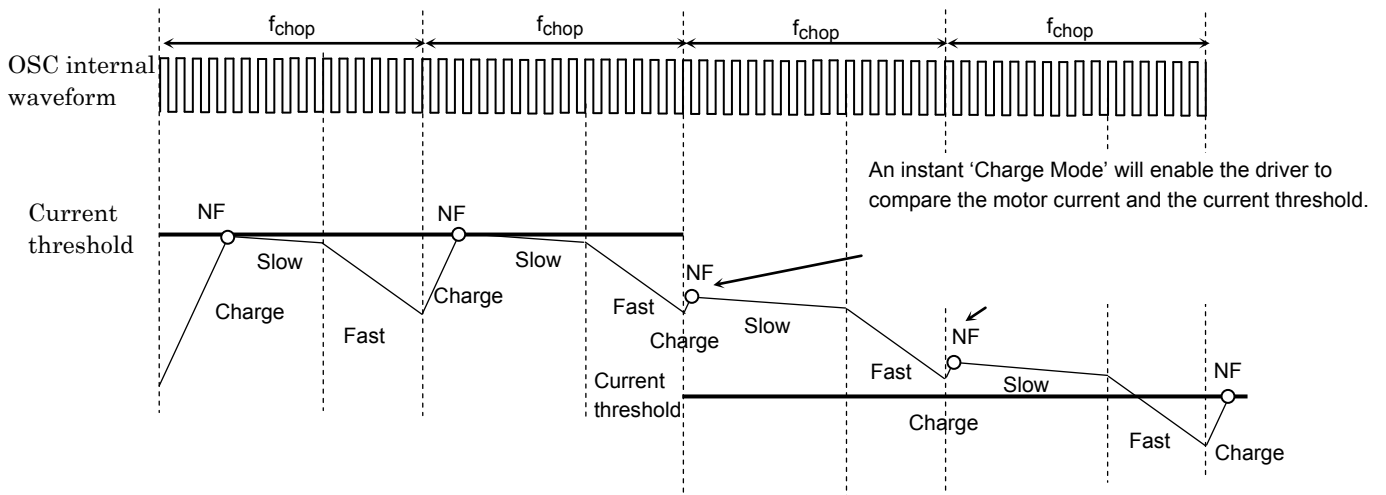 fchop
fchop
fchop
fchop
OSC internal
waveform
An instant ‘Charge Mode’ will enable the driver to
compare the motor current and the current threshold.
Current
threshold
NF
NF
Slow
Slow
Charge
Charge
Fast
Fast
NF
Charge
Slow
NF
Fast
Slow
Current
threshold
NF
Charge
Fast
Charge